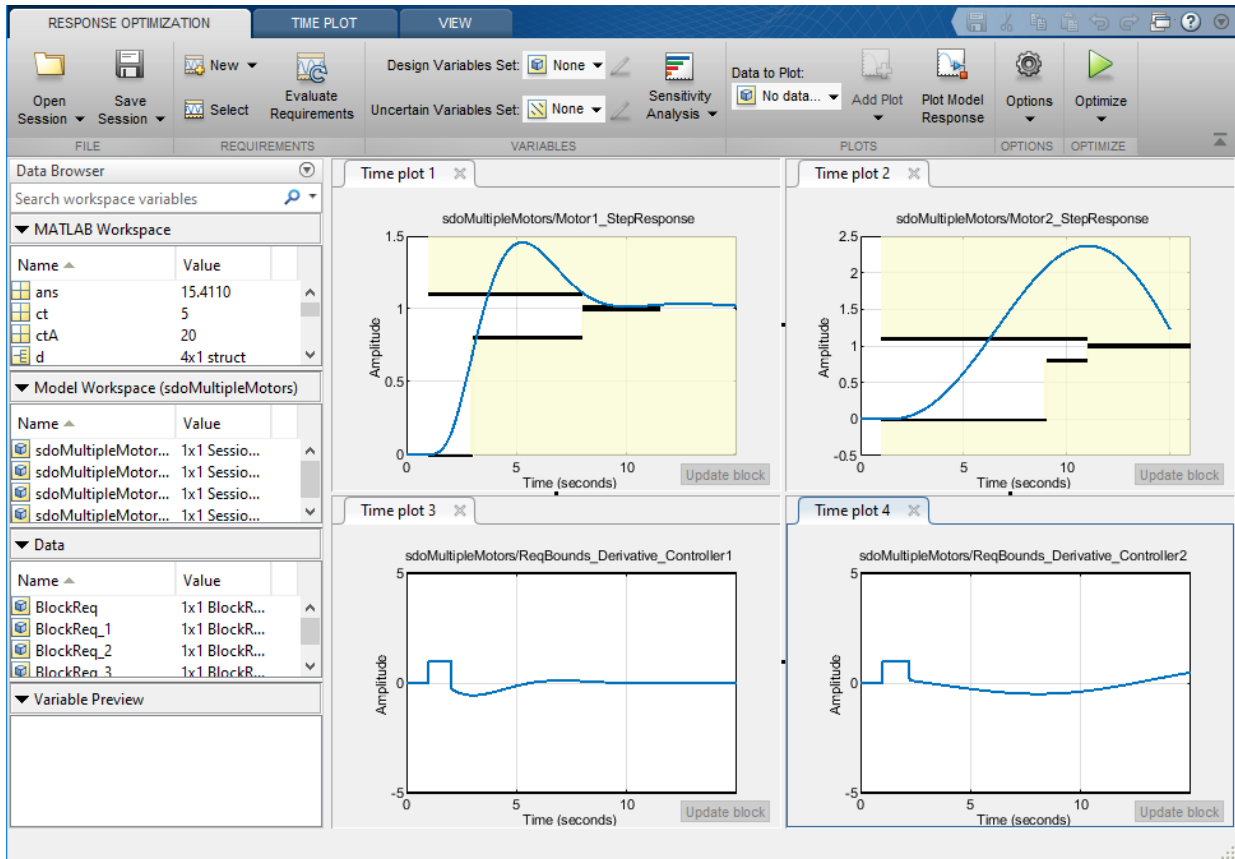 RESPONSE OPTIMIZATION TIME PLOT VIEW
?
Open Session
Save Session
New
Select
Evaluate Requirements
Design Variables Set: None
Uncertain Variables Set: None
Sensitivity Analysis
Data to Plot:
No data...
Add Plot
Plot Model Response
Options
Optimize
FILE REQUIREMENTS VARIABLES PLOTS OPTIONS OPTIMIZE
Data Browser
Search workspace variables
MATLAB Workspace
Name Value
ans 15.4110
ct 5
ctA 20
d 4x1 struct
Model Workspace (sdoMultipleMotors)
Name Value
sdoMultipleMotor... 1x1 Sessio...
sdoMultipleMotor... 1x1 Sessio...
sdoMultipleMotor... 1x1 Sessio...
sdoMultipleMotor... 1x1 Sessio...
Data
Name Value
BlockReq 1x1 BlockR...
BlockReq_1 1x1 BlockR...
BlockReq_2 1x1 BlockR...
BlockReq_3 1x1 BlockR...
Variable Preview
Time plot 1
sdoMultipleMotors/Motor1_StepResponse
1.5
1
0.5
0
Amplitude
0 5 10
Time (seconds)
Update block
Time plot 2
sdoMultipleMotors/Motor2_StepResponse
2.5
2
1.5
1
0.5
0
-0.5
Amplitude
0 5 10
Time (seconds)
Update block
Time plot 3
sdoMultipleMotors/ReqBounds_Derivative_Controller1
5
0
-5
Amplitude
0 5 10
Time (seconds)
Update block
Time plot 4
sdoMultipleMotors/ReqBounds_Derivative_Controller2
5
0
-5
Amplitude
0 5 10
Time (seconds)
Update block